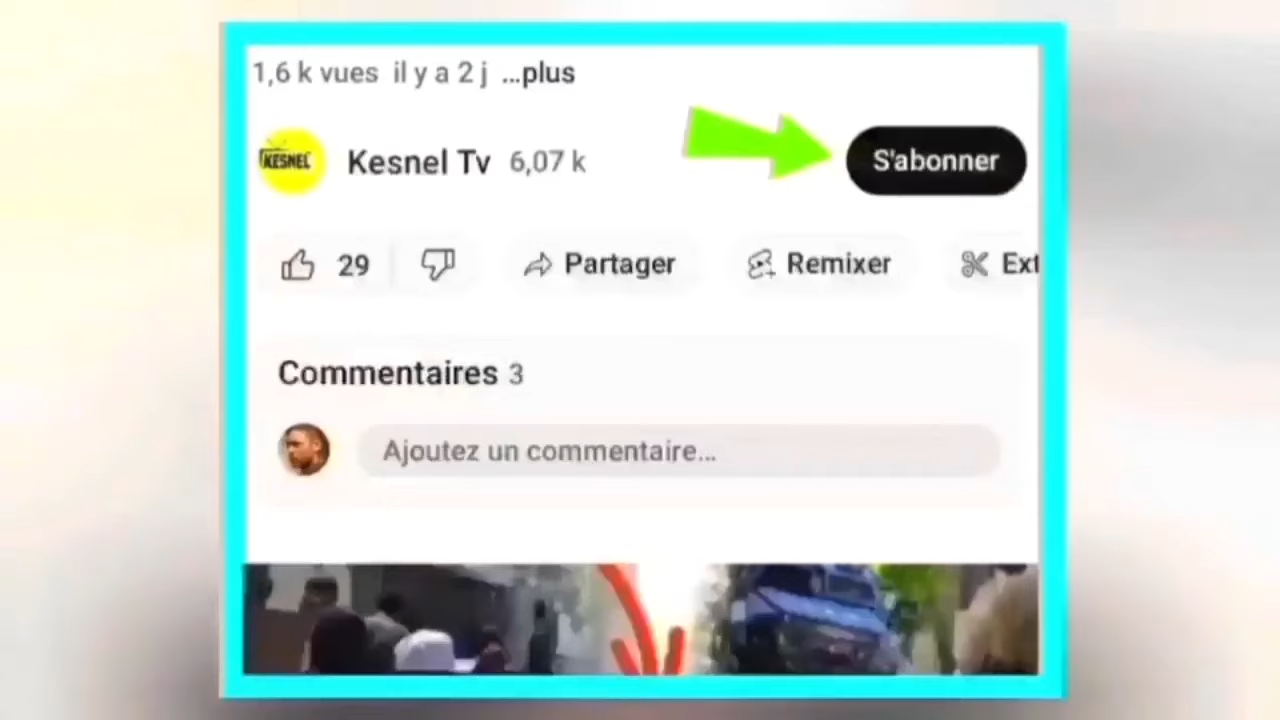 1,6 k vues il y a 2 j ...plus
KESNEL
Kesnel Tv 6,07 k
S'abonner
29
Partager
Remixer
Ext
Commentaires 3
Ajoutez un commentaire...